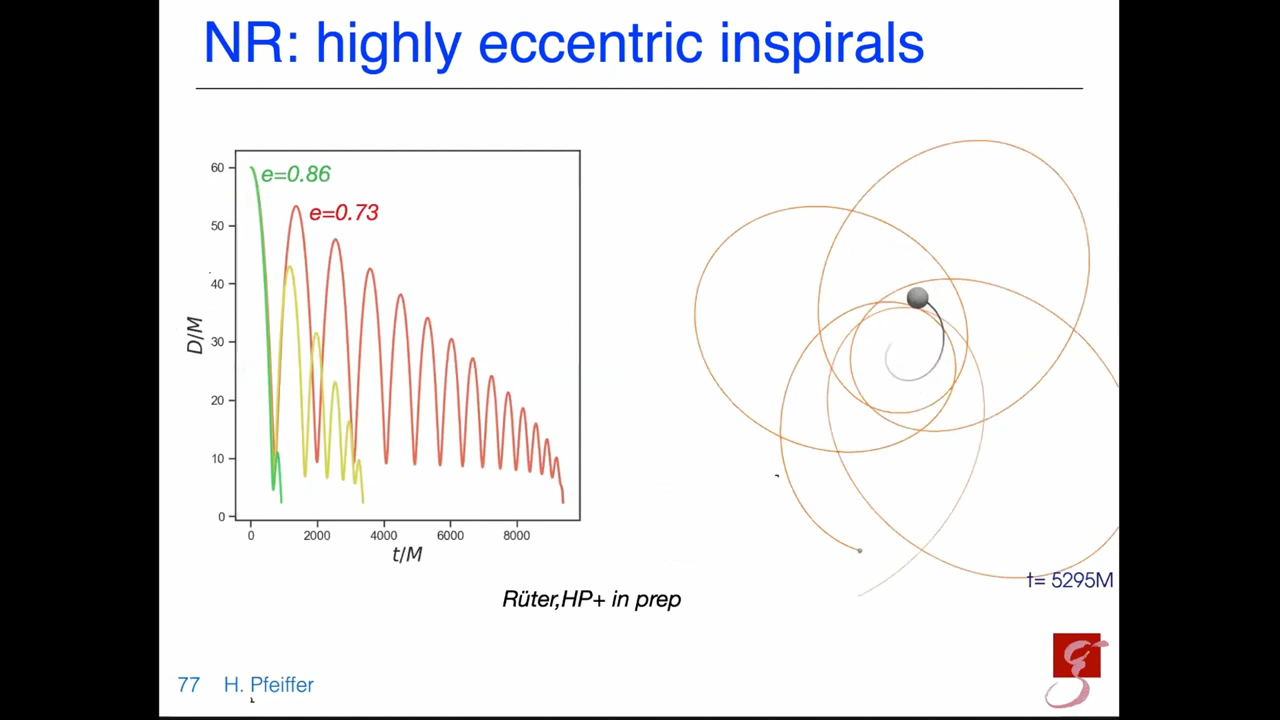 NR: highly eccentric inspirals
60
50
40
30
20
10
0
D/M
e=0.86
e=0.73
0 2000 4000 6000 8000
t/M
t= 5295M
Rüter,HP+ in prep
77 H. Pfeiffer